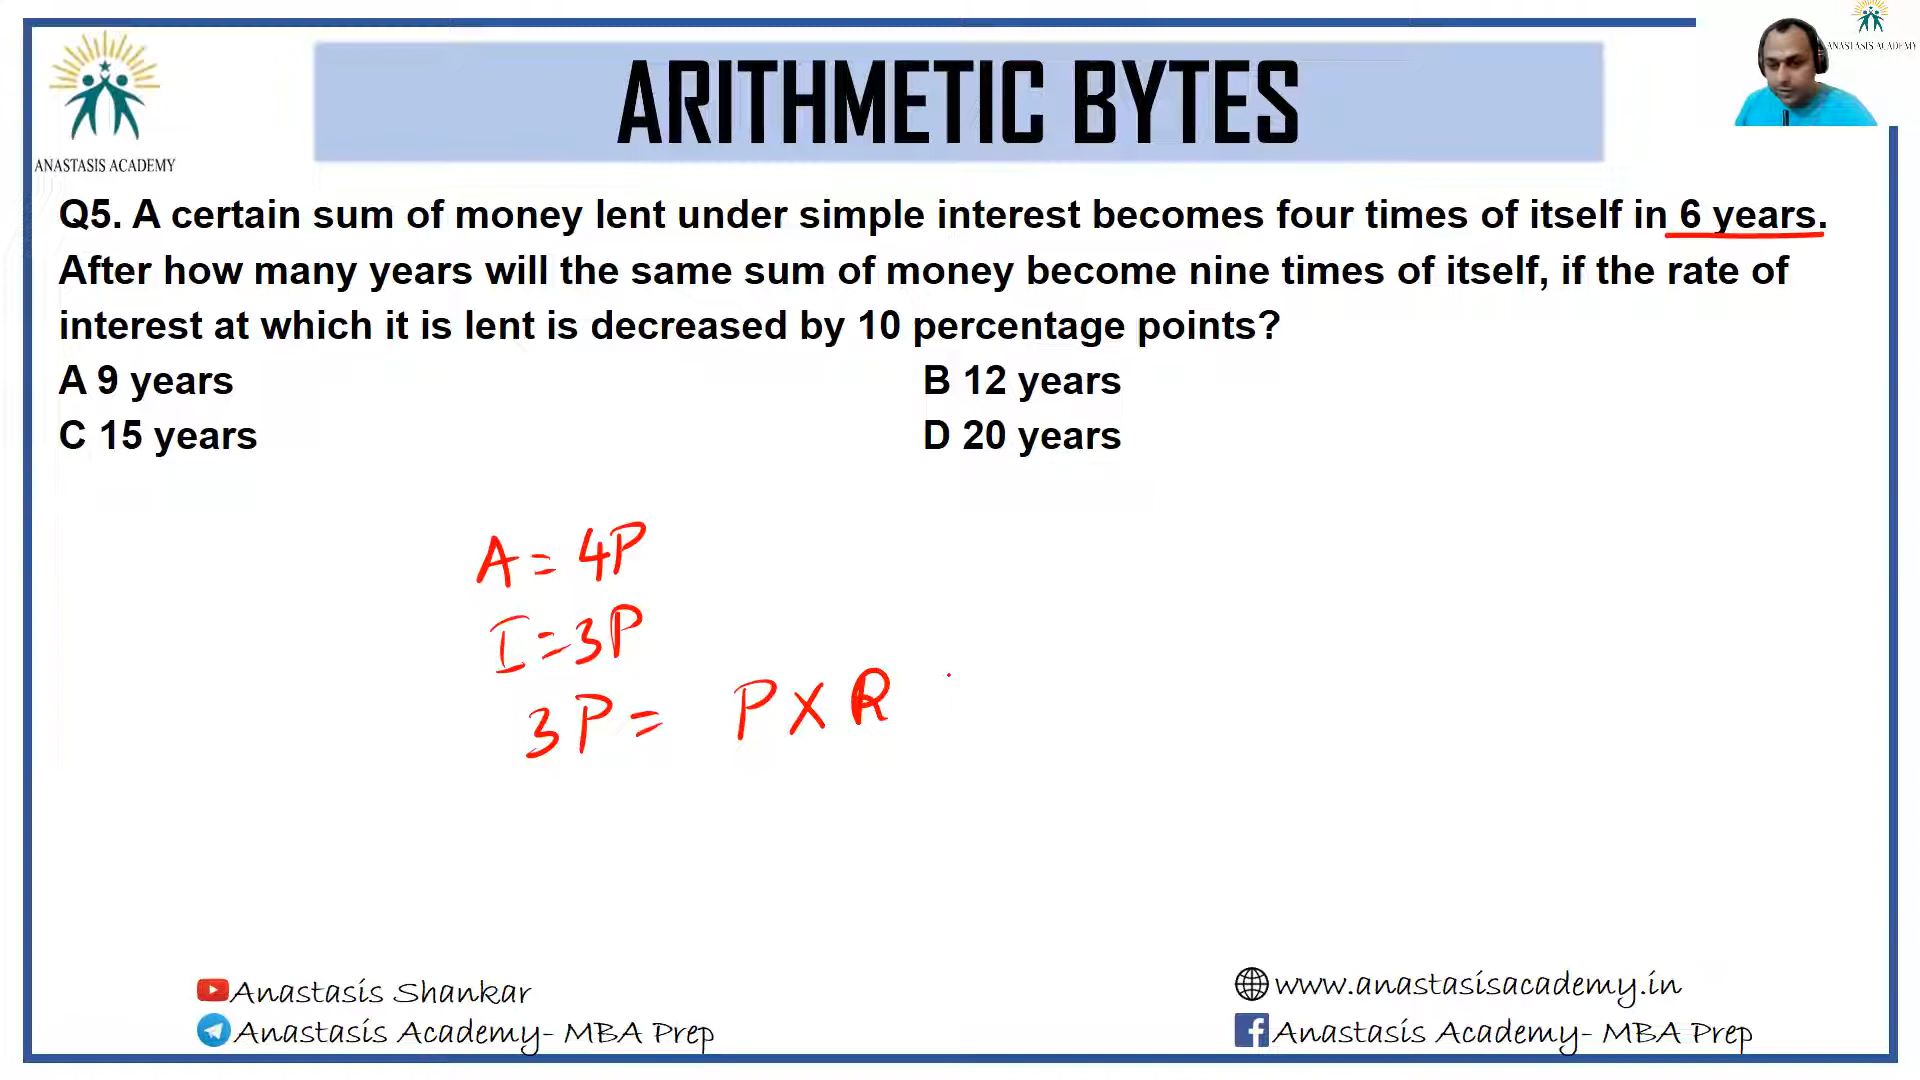 ANASTASIS ACADEMY
ARITHMETIC BYTES
ANASTASIS ACADEMY
Q5. A certain sum of money lent under simple interest becomes four times of itself in 6 years.
After how many years will the same sum of money become nine times of itself, if the rate of
interest at which it is lent is decreased by 10 percentage points?
A 9 years
B 12 years
C 15 years
D 20 years
A = 4P
I = 3P
3P = P X R
Anastasis Shankar
www.anastasisacademy.in
Anastasis Academy- MBA Prep
Anastasis Academy- MBA Prep